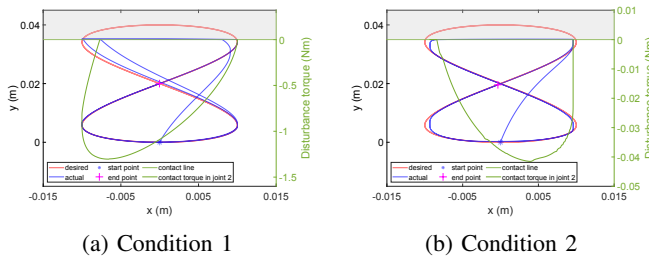 0.04
0.02
0
y (m)
0
-0.5
-1
-1.5
Disturbance torque (Nm)
desired
actual
start point
end point
contact line
contact torque in joint 2
-0.015
-0.005
0.005
0.015
x (m)
(a) Condition 1
0.04
0.02
0
y (m)
0.01
0
-0.01
-0.02
-0.03
-0.04
-0.05
Disturbance torque (Nm)
desired
actual
start point
end point
contact line
contact torque in joint 2
-0.015
-0.005
0.005
0.015
x (m)
(b) Condition 2